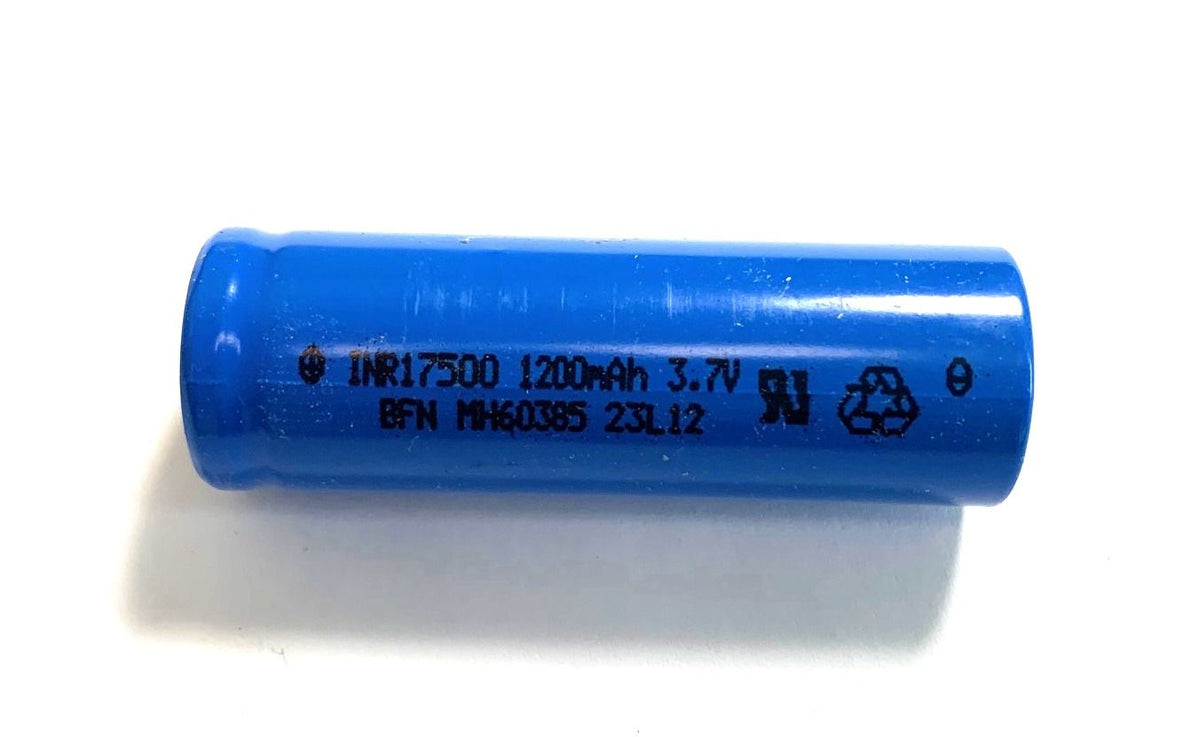 ⊕ INR17500 1200mAh 3.7V ⊖
BFN MH60385 23L12